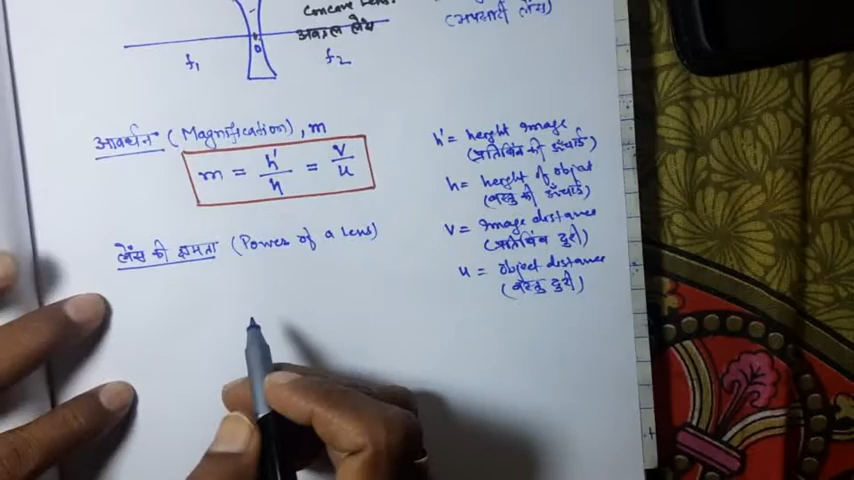 Concave Lens.
अवतल लेंस
(अपसारी लेंस)
O
f₁
f₂
आवर्धन (Magnification), m
m = h'/h = v/u
h' = height image
(प्रतिबिंब की ऊँचाई)
h = height of object
(वस्तु की ऊँचाई)
v = Image distance
(प्रतिबिंब दुरी)
u = object distance
(वस्तु दुरी)
लेंस की क्षमता (Power of a Lens)